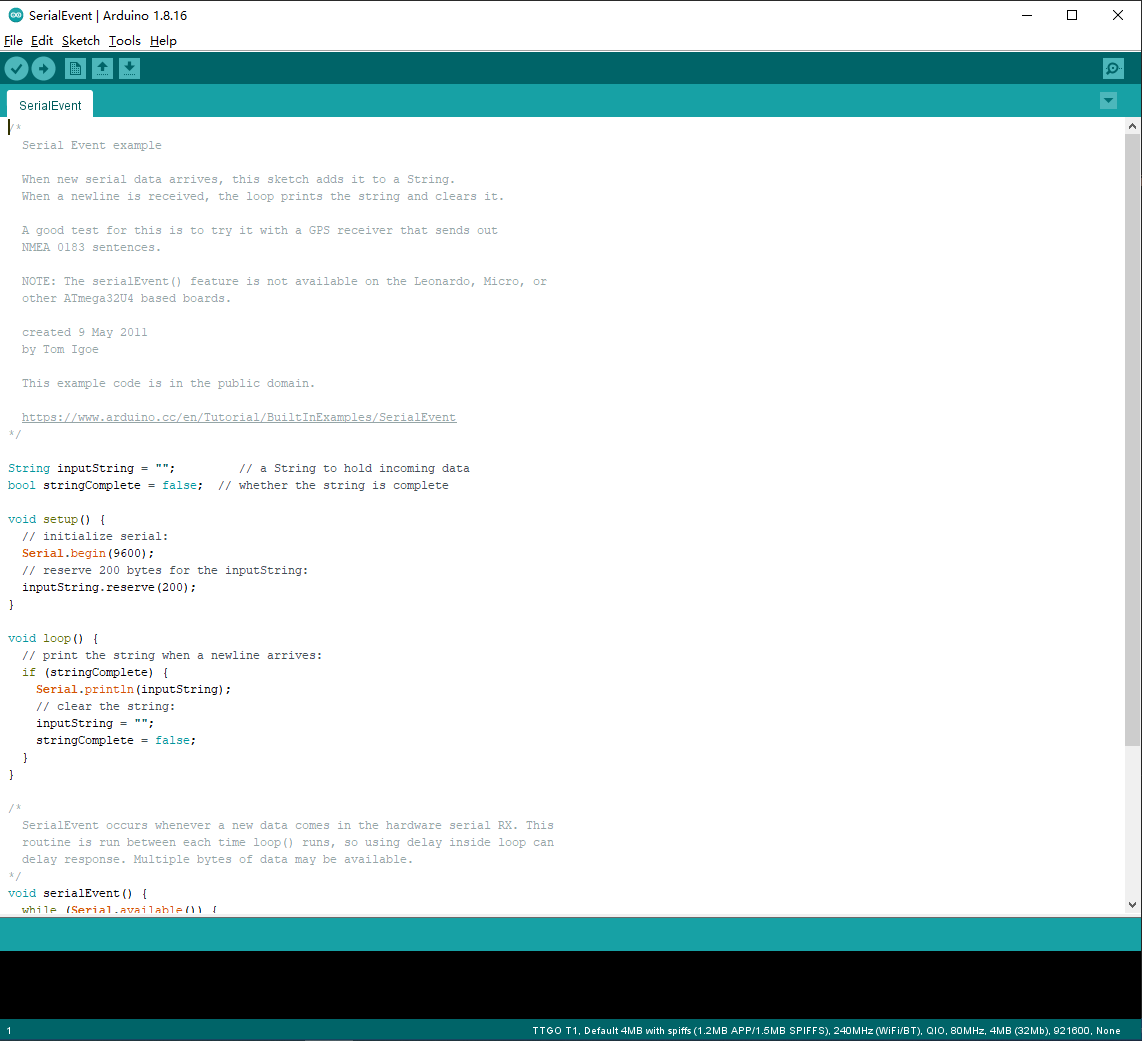 SerialEvent | Arduino 1.8.16
File Edit Sketch Tools Help
SerialEvent
/*
  Serial Event example

  When new serial data arrives, this sketch adds it to a String.
  When a newline is received, the loop prints the string and clears it.

  A good test for this is to try it with a GPS receiver that sends out
  NMEA 0183 sentences.

  NOTE: The serialEvent() feature is not available on the Leonardo, Micro, or
  other ATmega32U4 based boards.

  created 9 May 2011
  by Tom Igoe

  This example code is in the public domain.

  https://www.arduino.cc/en/Tutorial/BuiltInExamples/SerialEvent
*/

String inputString = "";         // a String to hold incoming data
bool stringComplete = false;  // whether the string is complete

void setup() {
  // initialize serial:
  Serial.begin(9600);
  // reserve 200 bytes for the inputString:
  inputString.reserve(200);
}

void loop() {
  // print the string when a newline arrives:
  if (stringComplete) {
    Serial.println(inputString);
    // clear the string:
    inputString = "";
    stringComplete = false;
  }
}

/*
  SerialEvent occurs whenever a new data comes in the hardware serial RX. This
  routine is run between each time loop() runs, so using delay inside loop can
  delay response. Multiple bytes of data may be available.
*/
void serialEvent() {
  while (Serial.available()) {
1
TTGO T1, Default 4MB with spiffs (1.2MB APP/1.5MB SPIFFS), 240MHz (WiFi/BT), QIO, 80MHz, 4MB (32Mb), 921600, None